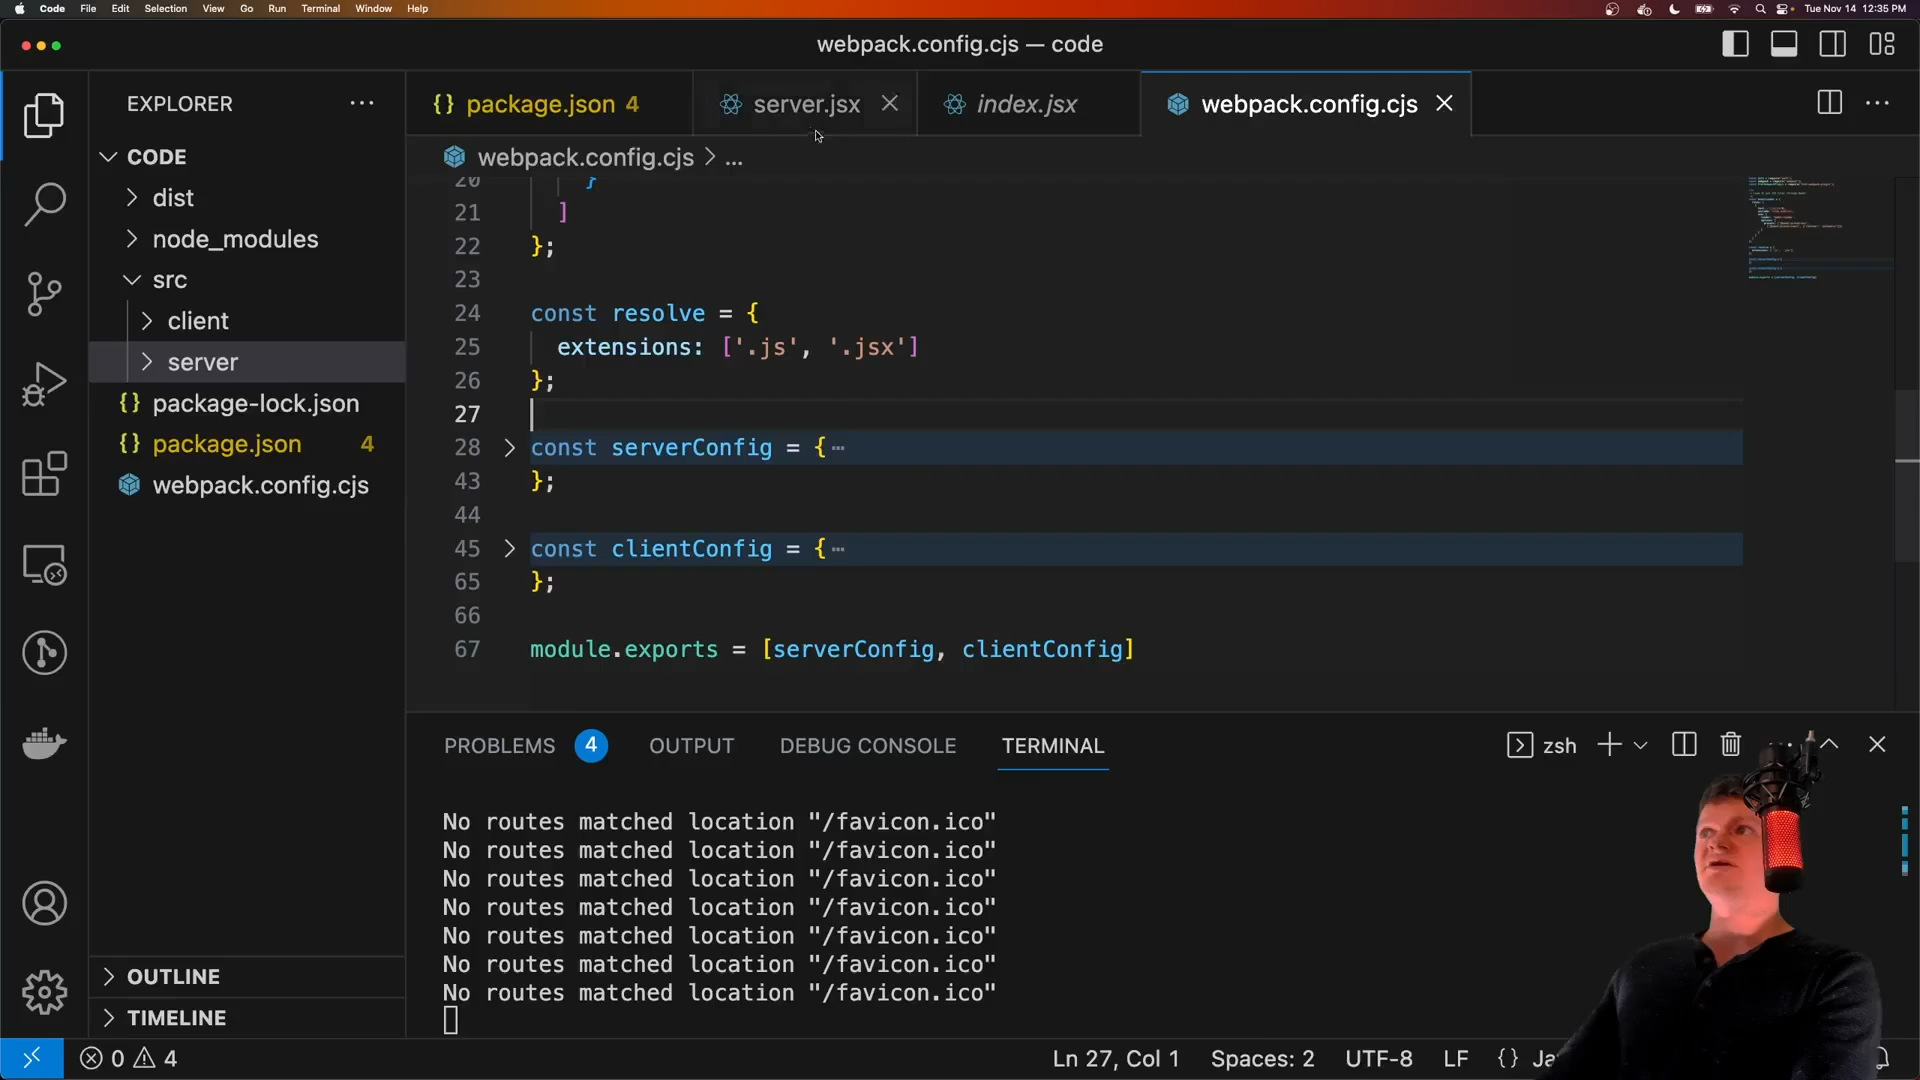 Code File Edit Selection View Go Run Terminal Window Help
Tue Nov 14 12:35 PM
webpack.config.cjs — code
EXPLORER
package.json 4
server.jsx
index.jsx
webpack.config.cjs
webpack.config.cjs > ...
CODE
dist
node_modules
src
client
server
package-lock.json
package.json 4
webpack.config.cjs
OUTLINE
TIMELINE
20 }
21 ]
22 };
23
24 const resolve = {
25 extensions: ['.js', '.jsx']
26 };
27
28 const serverConfig = {⋯
43 };
44
45 const clientConfig = {⋯
65 };
66
67 module.exports = [serverConfig, clientConfig]
PROBLEMS 4 OUTPUT DEBUG CONSOLE TERMINAL
zsh
No routes matched location "/favicon.ico"
No routes matched location "/favicon.ico"
No routes matched location "/favicon.ico"
No routes matched location "/favicon.ico"
No routes matched location "/favicon.ico"
No routes matched location "/favicon.ico"
No routes matched location "/favicon.ico"
0 4
Ln 27, Col 1 Spaces: 2 UTF-8 LF {}